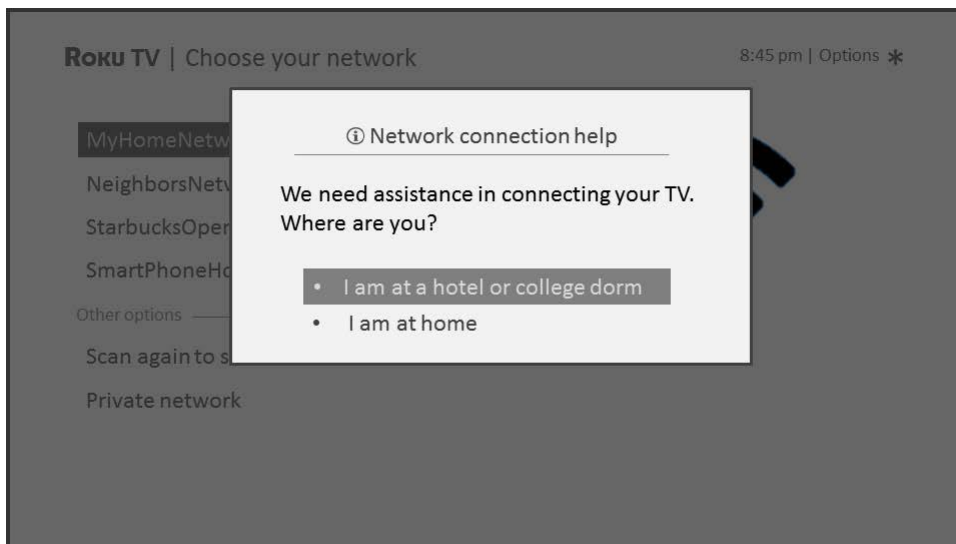 Roku TV | Choose your network
8:45 pm | Options ✱
ⓘ Network connection help
We need assistance in connecting your TV.
Where are you?
• I am at a hotel or college dorm
• I am at home
MyHomeNetw
NeighborsNetw
StarbucksOper
SmartPhoneHo
Other options
Scan again to s
Private network